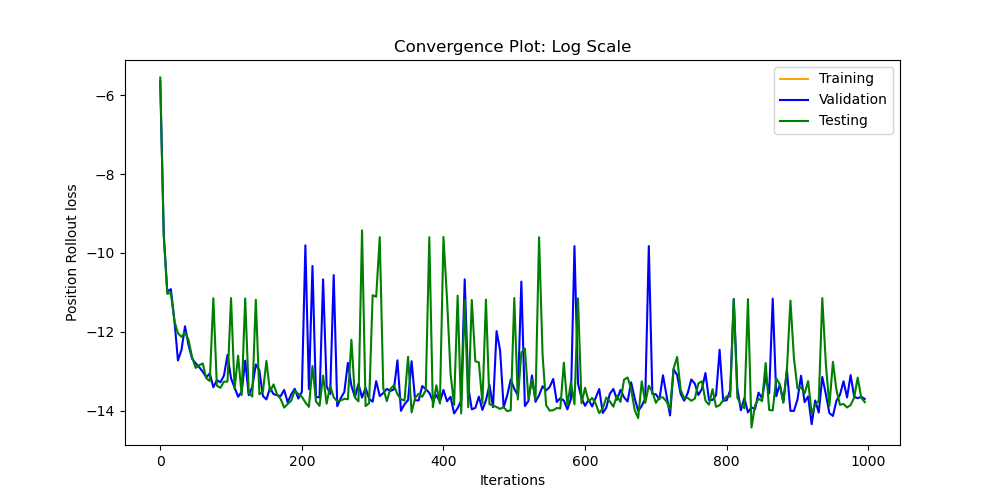 Convergence Plot: Log Scale
Training
Validation
Testing
Position Rollout loss
−6
−8
−10
−12
−14
0 200 400 600 800 1000
Iterations